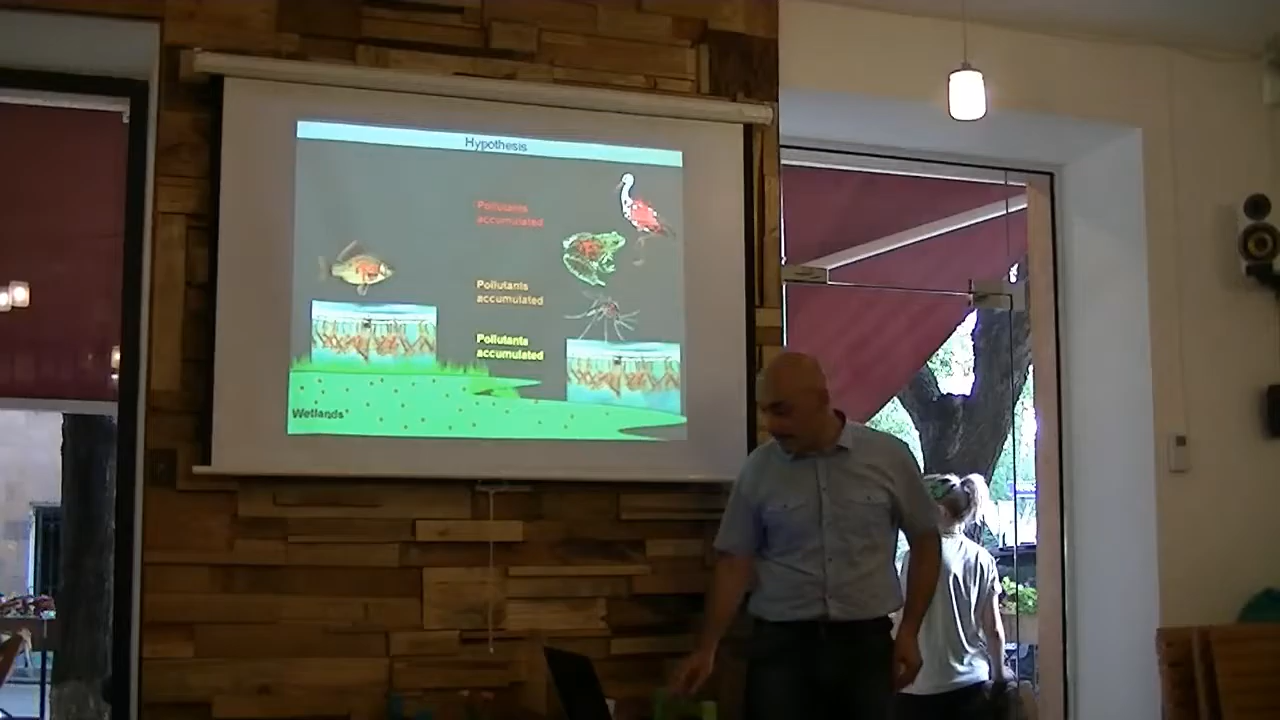 Hypothesis
Pollutants
accumulated
Pollutants
accumulated
Pollutants
accumulated
Wetlands